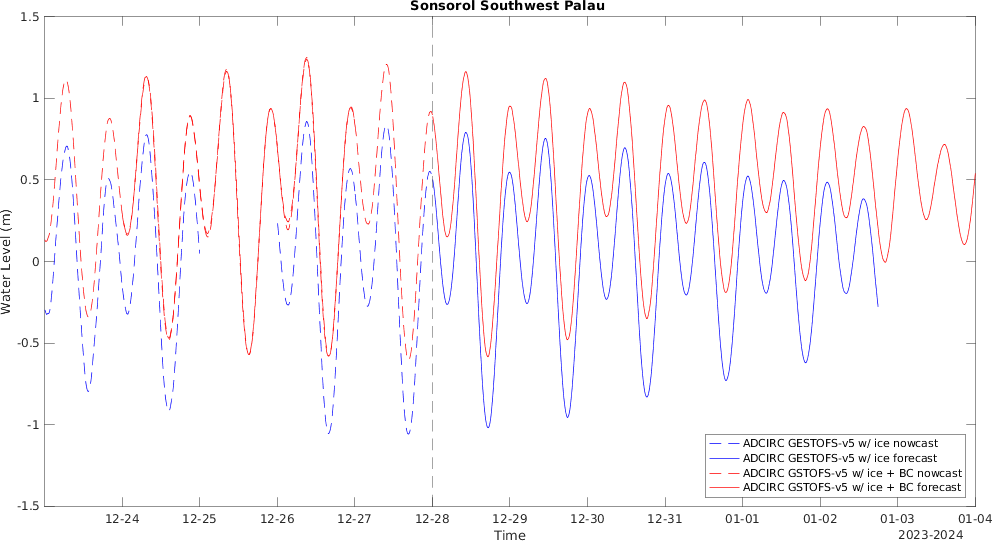 Sonsorol Southwest Palau
1.5
1
0.5
0
-0.5
-1
-1.5
Water Level (m)
ADCIRC GESTOFS-v5 w/ ice nowcast
ADCIRC GESTOFS-v5 w/ ice forecast
ADCIRC GSTOFS-v5 w/ ice + BC nowcast
ADCIRC GSTOFS-v5 w/ ice + BC forecast
12-24 12-25 12-26 12-27 12-28 12-29 12-30 12-31 01-01 01-02 01-03 01-04
Time
2023-2024